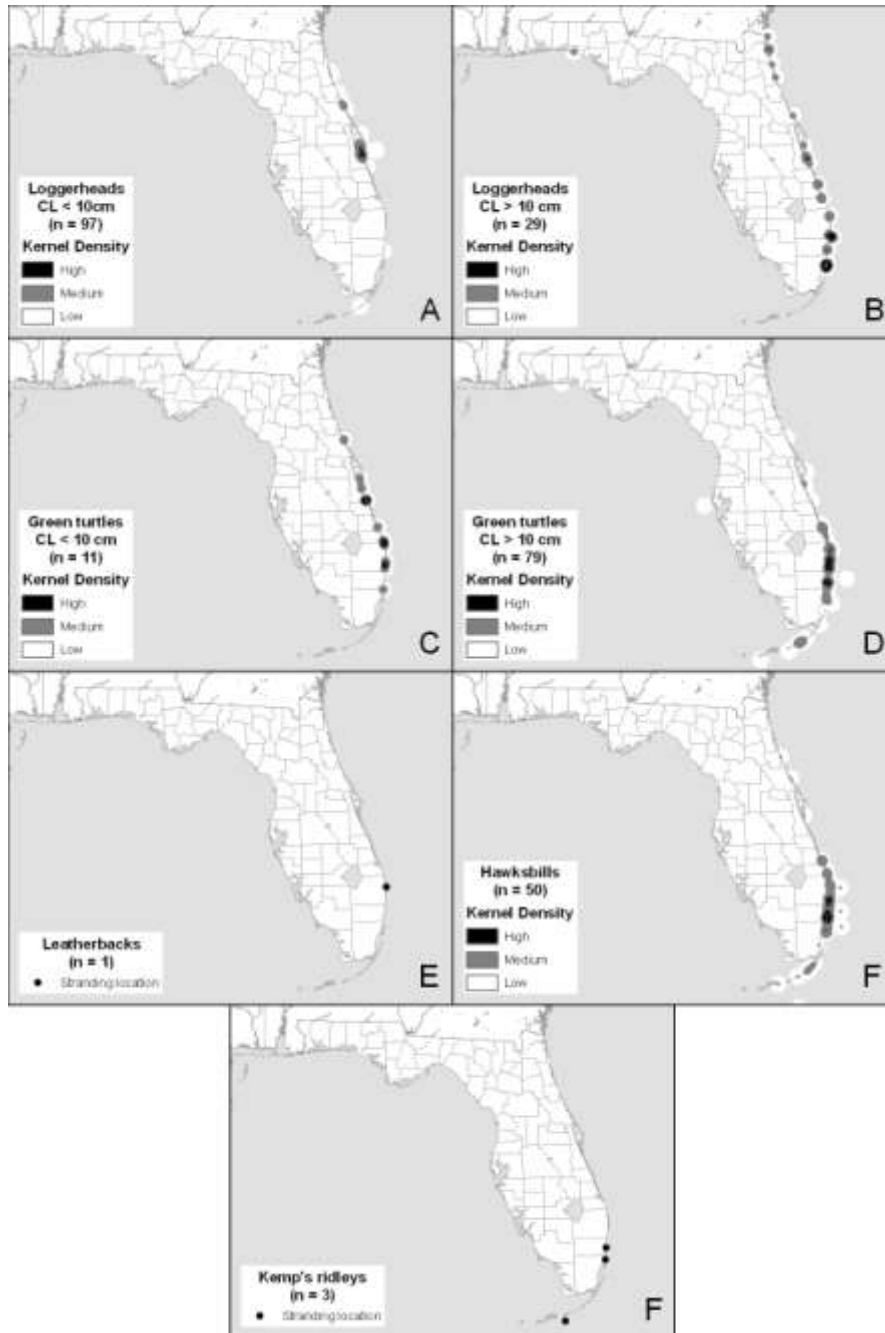 Loggerheads
CL < 10cm
(n = 97)
Kernel Density
High
Medium
Low
A
Loggerheads
CL > 10 cm
(n = 29)
Kernel Density
High
Medium
Low
B
Green turtles
CL < 10 cm
(n = 11)
Kernel Density
High
Medium
Low
C
Green turtles
CL > 10 cm
(n = 79)
Kernel Density
High
Medium
Low
D
Leatherbacks
(n = 1)
Stranding location
E
Hawksbills
(n = 50)
Kernel Density
High
Medium
Low
F
Kemp's ridleys
(n = 3)
Stranding location
F